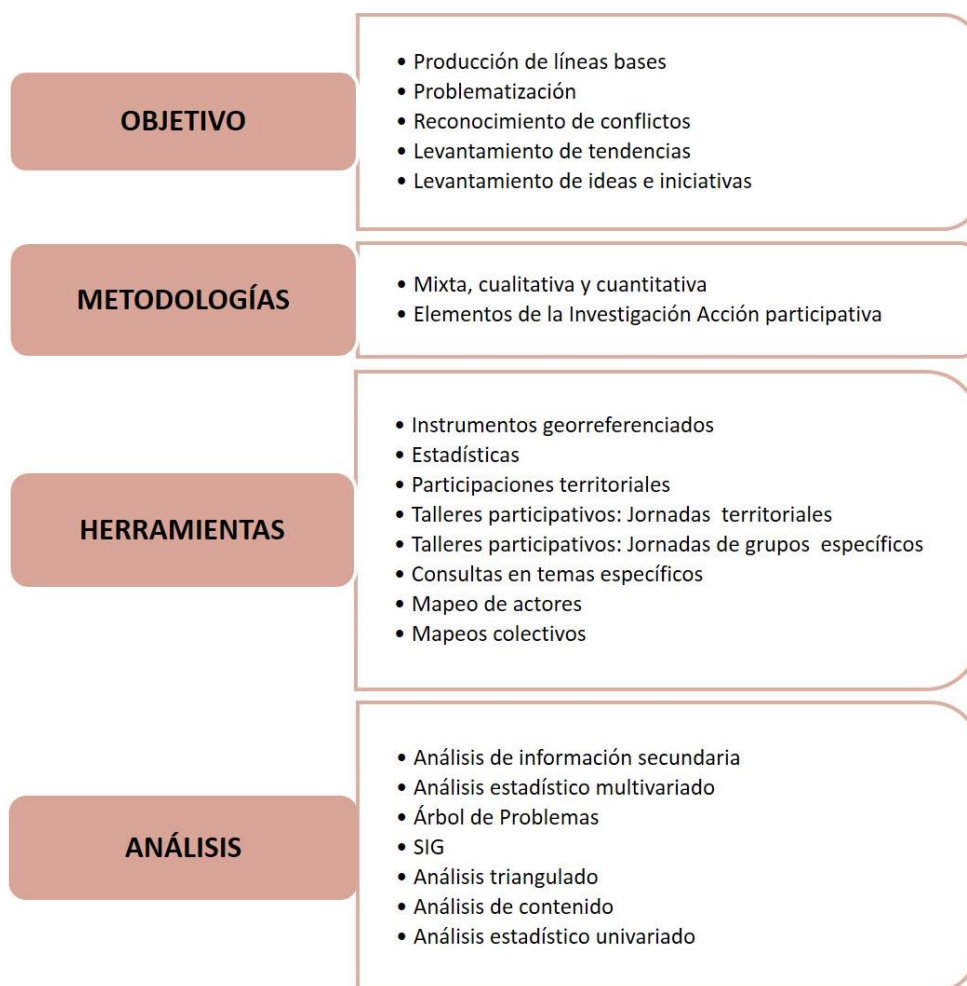 OBJETIVO
• Producción de líneas bases
• Problematización
• Reconocimiento de conflictos
• Levantamiento de tendencias
• Levantamiento de ideas e iniciativas
METODOLOGÍAS
• Mixta, cualitativa y cuantitativa
• Elementos de la Investigación Acción participativa
HERRAMIENTAS
• Instrumentos georreferenciados
• Estadísticas
• Participaciones territoriales
• Talleres participativos: Jornadas territoriales
• Talleres participativos: Jornadas de grupos específicos
• Consultas en temas específicos
• Mapeo de actores
• Mapeos colectivos
ANÁLISIS
• Análisis de información secundaria
• Análisis estadístico multivariado
• Árbol de Problemas
• SIG
• Análisis triangulado
• Análisis de contenido
• Análisis estadístico univariado